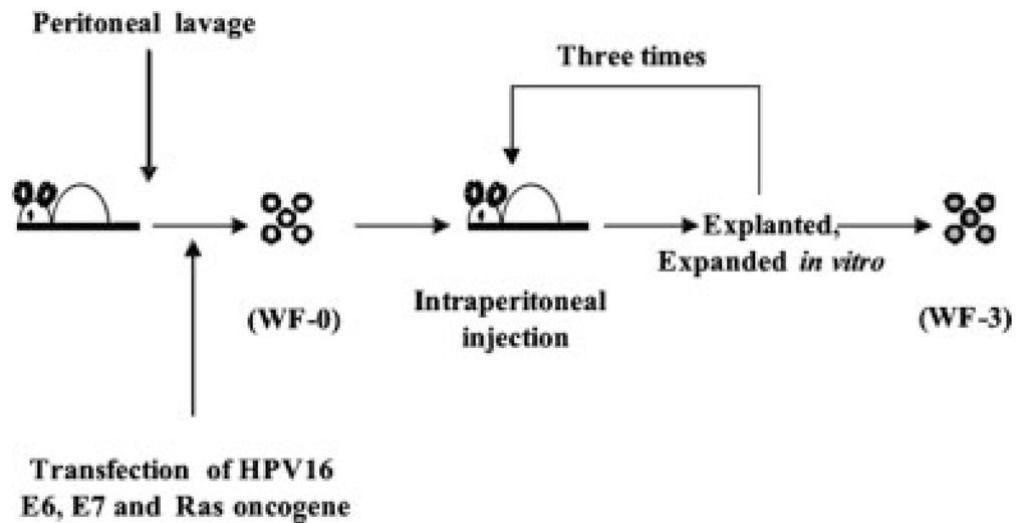 Peritoneal lavage
Three times
Explanted,
Expanded in vitro
(WF-0)
Intraperitoneal
injection
(WF-3)
Transfection of HPV16
E6, E7 and Ras oncogene